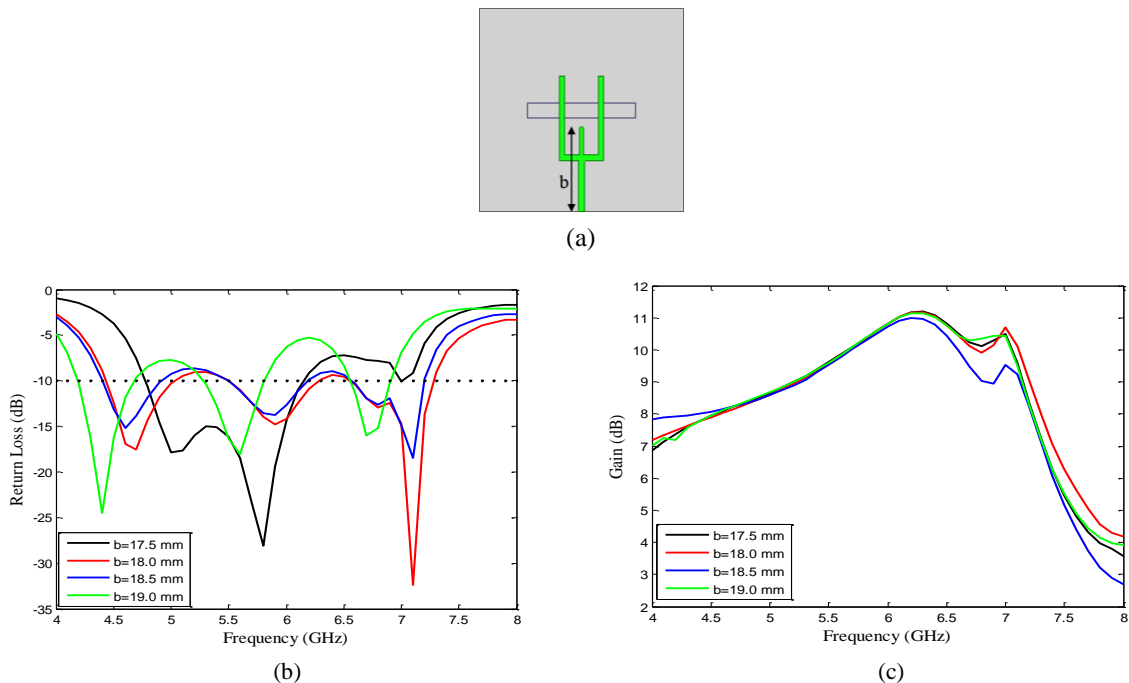 b
(a)
0
-5
-10
-15
-20
-25
-30
-35
4 4.5 5 5.5 6 6.5 7 7.5 8
Return Loss (dB)
Frequency (GHz)
b=17.5 mm
b=18.0 mm
b=18.5 mm
b=19.0 mm
(b)
12
11
10
9
8
7
6
5
4
3
2
4 4.5 5 5.5 6 6.5 7 7.5 8
Gain (dB)
Frequency (GHz)
b=17.5 mm
b=18.0 mm
b=18.5 mm
b=19.0 mm
(c)